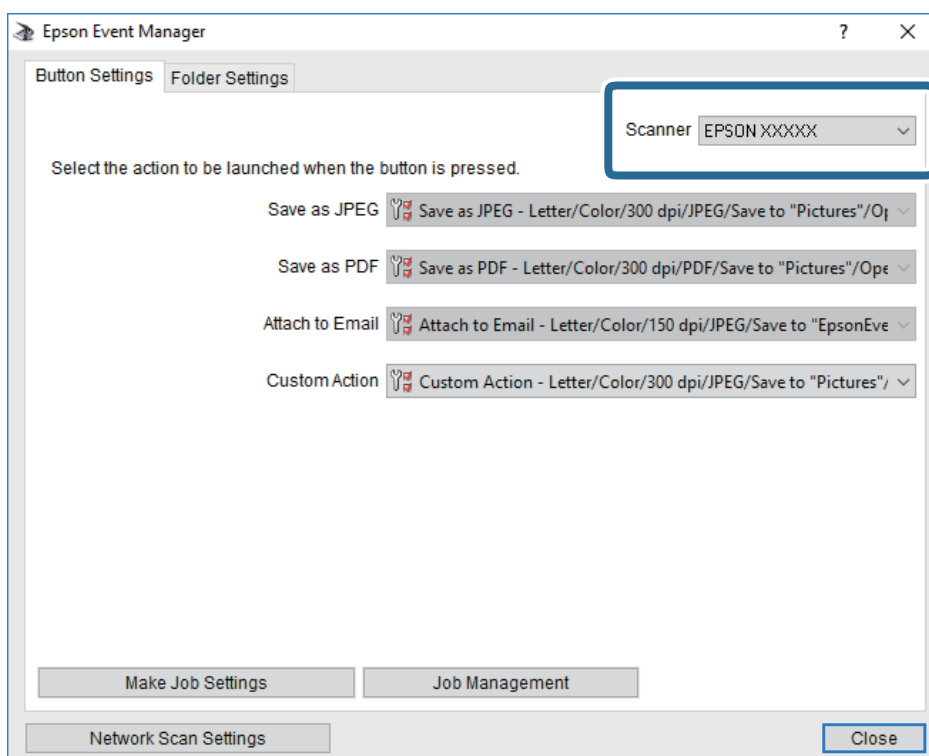 Epson Event Manager
Button Settings Folder Settings
Scanner EPSON XXXXX
Select the action to be launched when the button is pressed.
Save as JPEG Save as JPEG - Letter/Color/300 dpi/JPEG/Save to "Pictures"/Op
Save as PDF Save as PDF - Letter/Color/300 dpi/PDF/Save to "Pictures"/Ope
Attach to Email Attach to Email - Letter/Color/150 dpi/JPEG/Save to "EpsonEve
Custom Action Custom Action - Letter/Color/300 dpi/JPEG/Save to "Pictures"/
Make Job Settings Job Management
Network Scan Settings Close